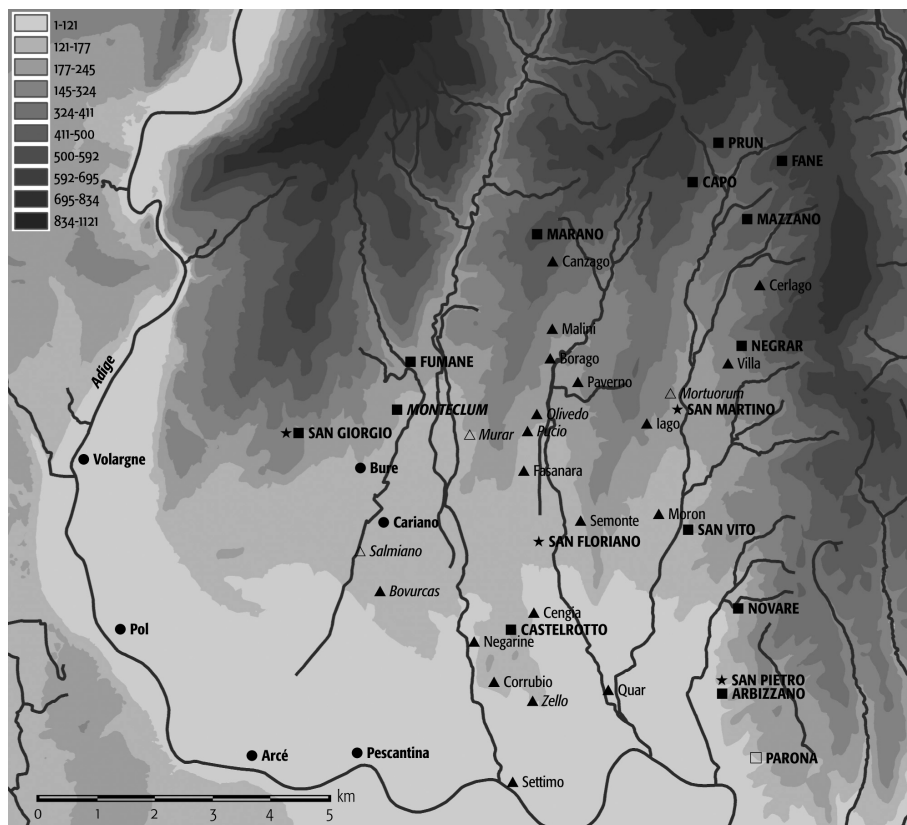 1-121
121-177
177-245
145-324
324-411
411-500
500-592
592-695
695-834
834-1121
PRUN
FANE
CAPO
MAZZANO
MARANO
Canzago
Cerlago
Malini
NEGRAR
Borago
Villa
FUMANE
Adige
Paverno
Mortuorum
MONTECLUM
SAN MARTINO
Olivedo
Iago
SAN GIORGIO
Murar
Pucio
Volargne
Bure
Fasanara
Cariano
Semonte
Moron
SAN VITO
SAN FLORIANO
Salmiano
Bovurcas
NOVARE
Cengia
Pol
CASTELROTTO
Negarine
SAN PIETRO
Corrubio
Quar
ARBIZZANO
Zello
Arcé
Pescantina
PARONA
Settimo
km
0 1 2 3 4 5